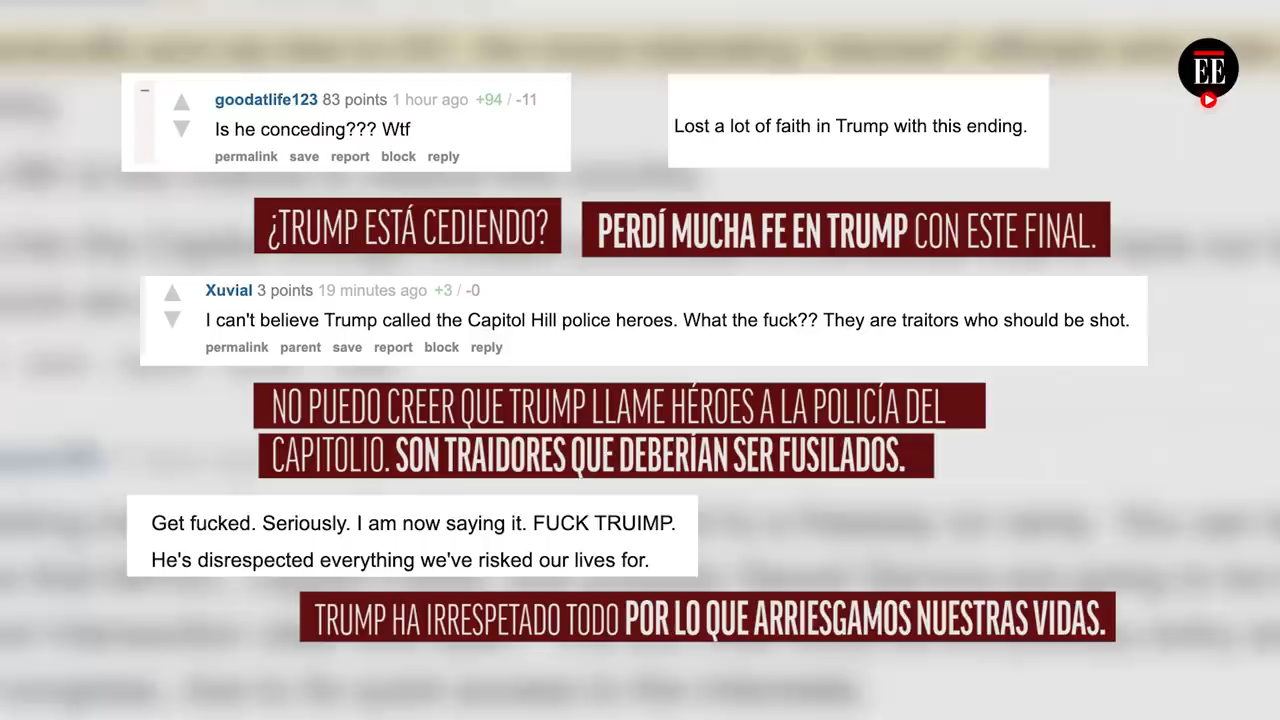 EE
goodatlife123 83 points 1 hour ago +94 / -11
Is he conceding??? Wtf
permalink save report block reply
Lost a lot of faith in Trump with this ending.
¿TRUMP ESTÁ CEDIENDO?
PERDÍ MUCHA FE EN TRUMP CON ESTE FINAL.
Xuvial 3 points 19 minutes ago +3 / -0
I can't believe Trump called the Capitol Hill police heroes. What the fuck?? They are traitors who should be shot.
permalink parent save report block reply
NO PUEDO CREER QUE TRUMP LLAME HÉROES A LA POLICÍA DEL
CAPITOLIO. SON TRAIDORES QUE DEBERÍAN SER FUSILADOS.
Get fucked. Seriously. I am now saying it. FUCK TRUIMP.
He's disrespected everything we've risked our lives for.
TRUMP HA IRRESPETADO TODO POR LO QUE ARRIESGAMOS NUESTRAS VIDAS.